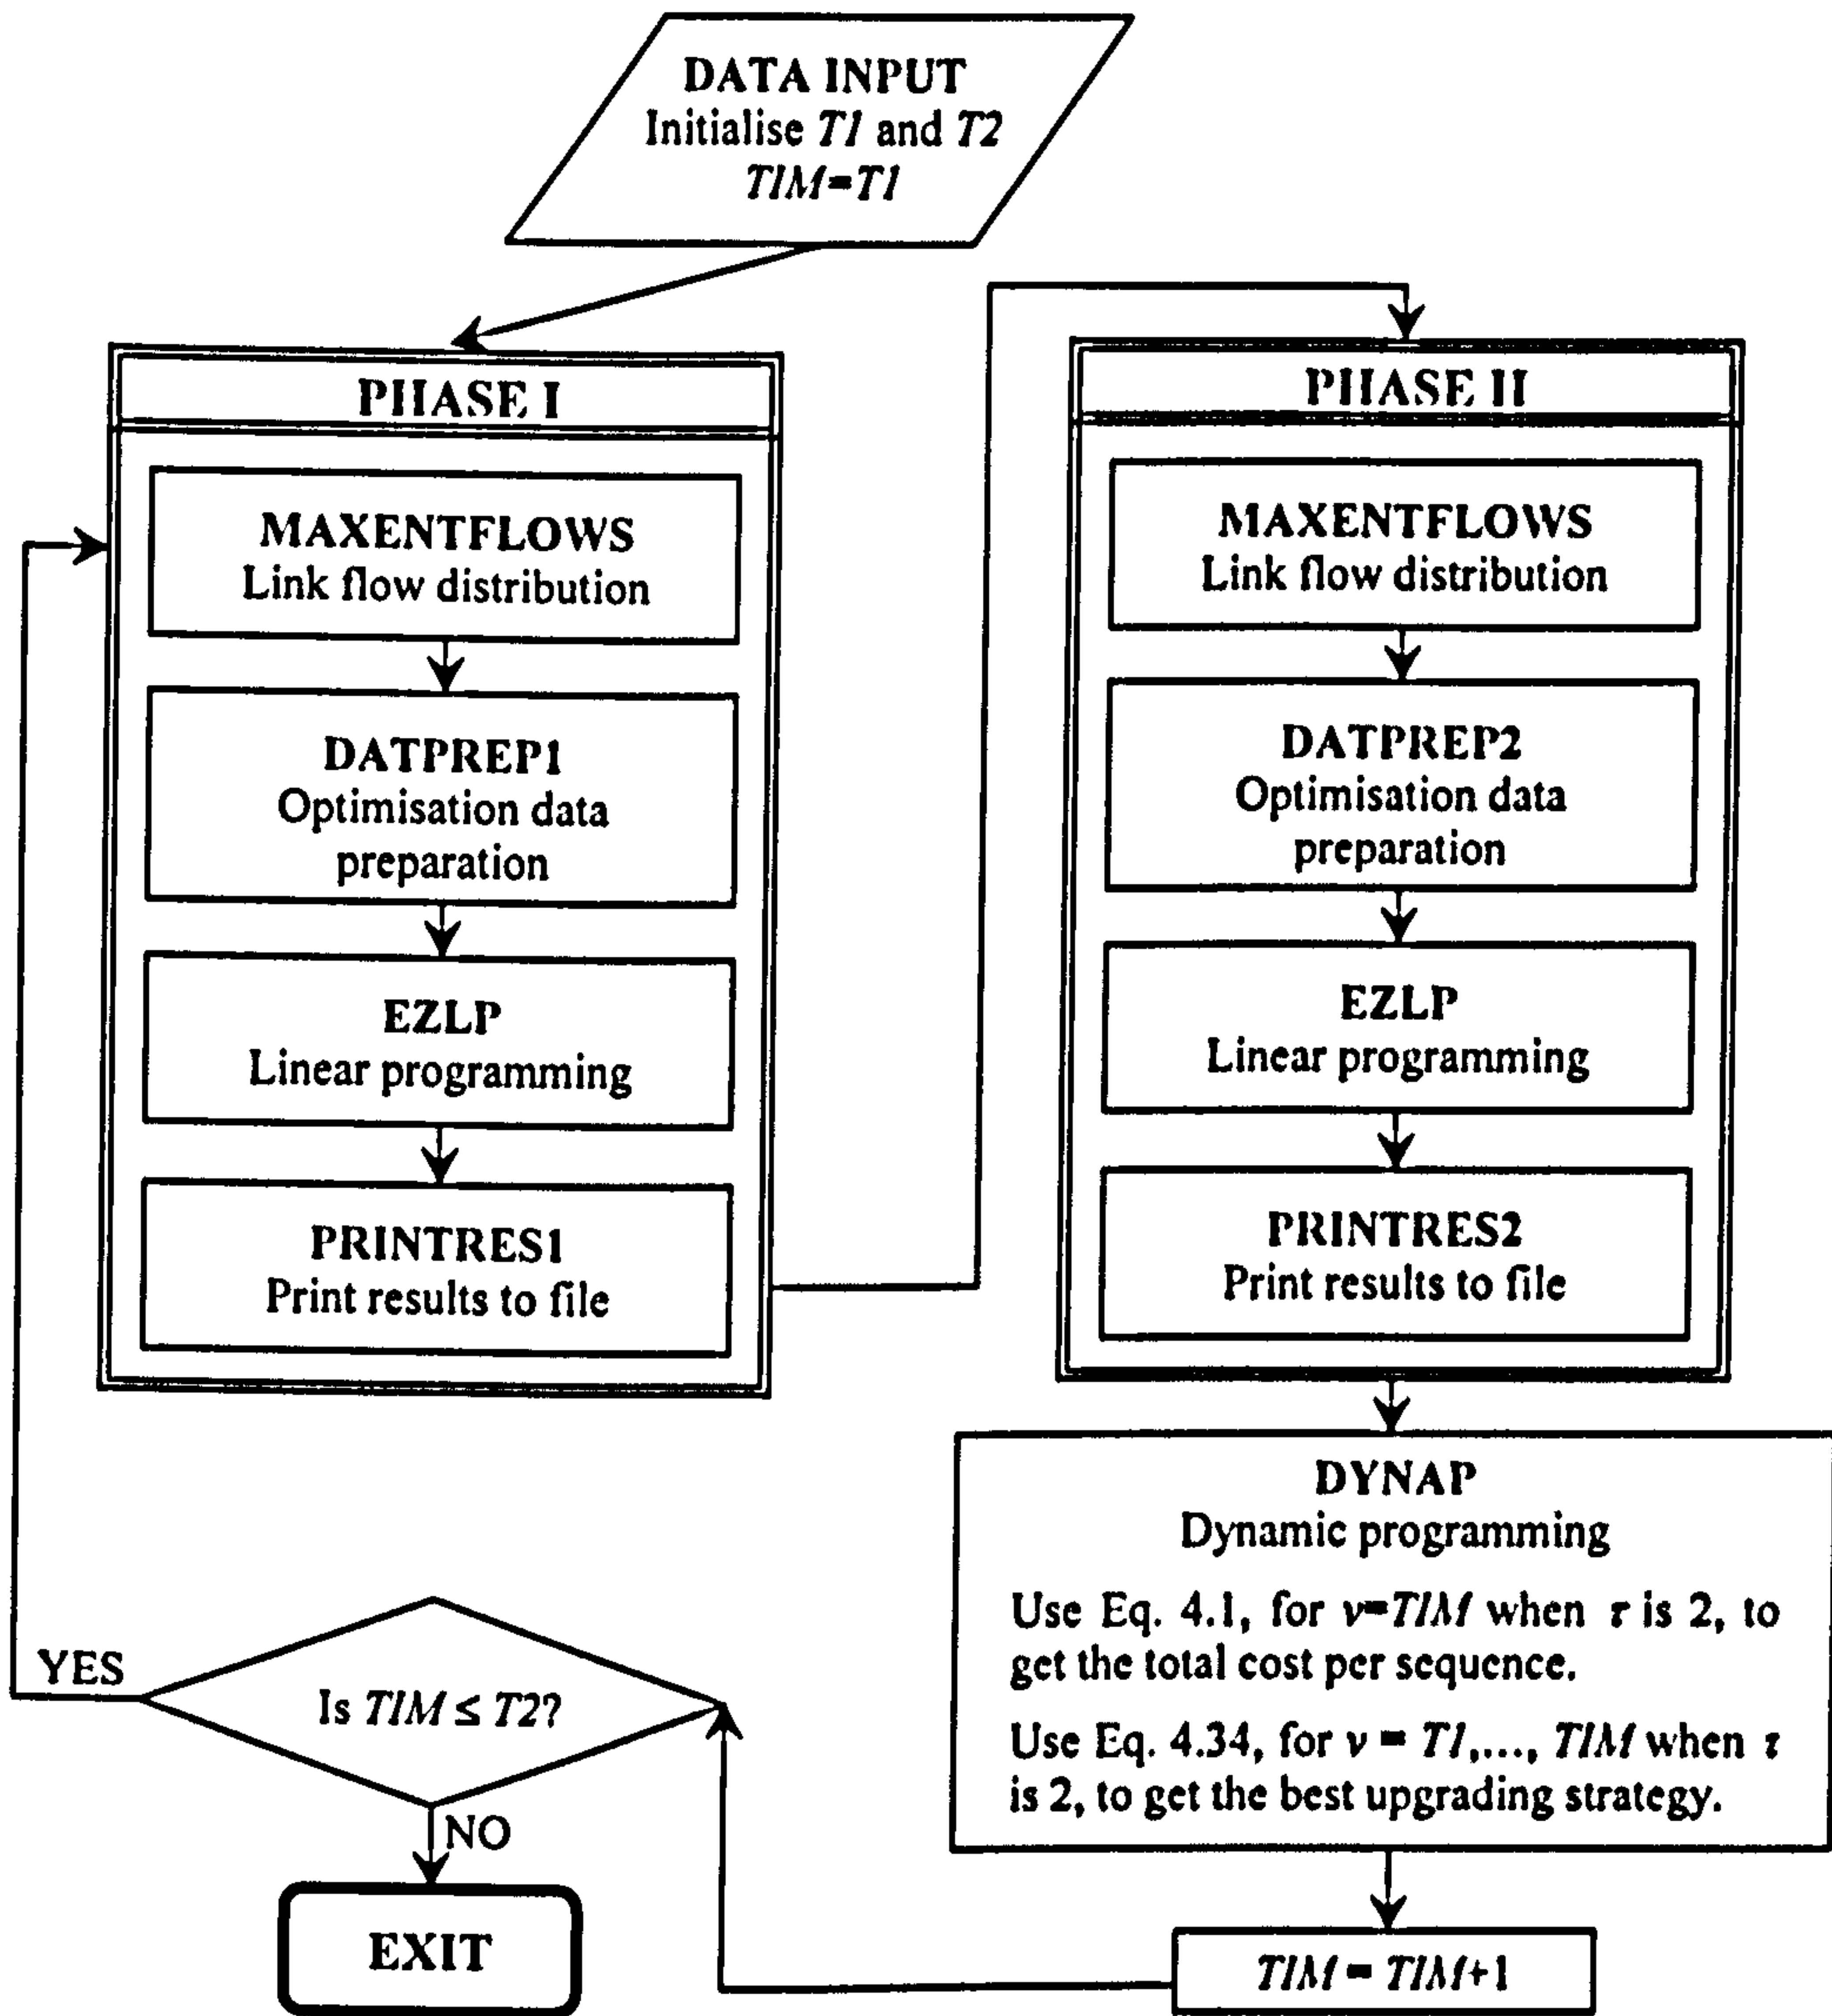 DATA INPUT
Initialise T1 and T2
TIM=T1
PHASE I
MAXENTFLOWS
Link flow distribution
DATPREP1
Optimisation data
preparation
EZLP
Linear programming
PRINTRES1
Print results to file
PHASE II
MAXENTFLOWS
Link flow distribution
DATPREP2
Optimisation data
preparation
EZLP
Linear programming
PRINTRES2
Print results to file
DYNAP
Dynamic programming
Use Eq. 4.1, for v=TIM when τ is 2, to
get the total cost per sequence.
Use Eq. 4.34, for v = T1,..., TIM when τ
is 2, to get the best upgrading strategy.
TIM = TIM+1
Is TIM ≤ T2?
YES
NO
EXIT